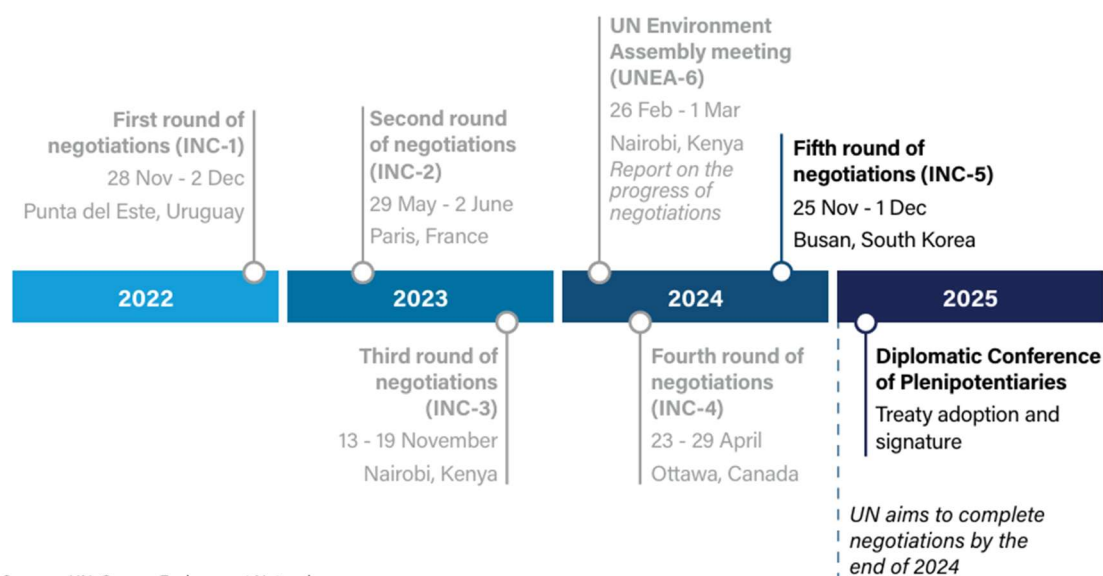 First round of
negotiations (INC-1)
28 Nov - 2 Dec
Punta del Este, Uruguay
Second round
of negotiations
(INC-2)
29 May - 2 June
Paris, France
UN Environment
Assembly meeting
(UNEA-6)
26 Feb - 1 Mar
Nairobi, Kenya
Report on the
progress of
negotiations
Fifth round of
negotiations (INC-5)
25 Nov - 1 Dec
Busan, South Korea
2022
2023
2024
2025
Third round of
negotiations
(INC-3)
13 - 19 November
Nairobi, Kenya
Fourth round of
negotiations
(INC-4)
23 - 29 April
Ottawa, Canada
Diplomatic Conference
of Plenipotentiaries
Treaty adoption and
signature
UN aims to complete
negotiations by the
end of 2024